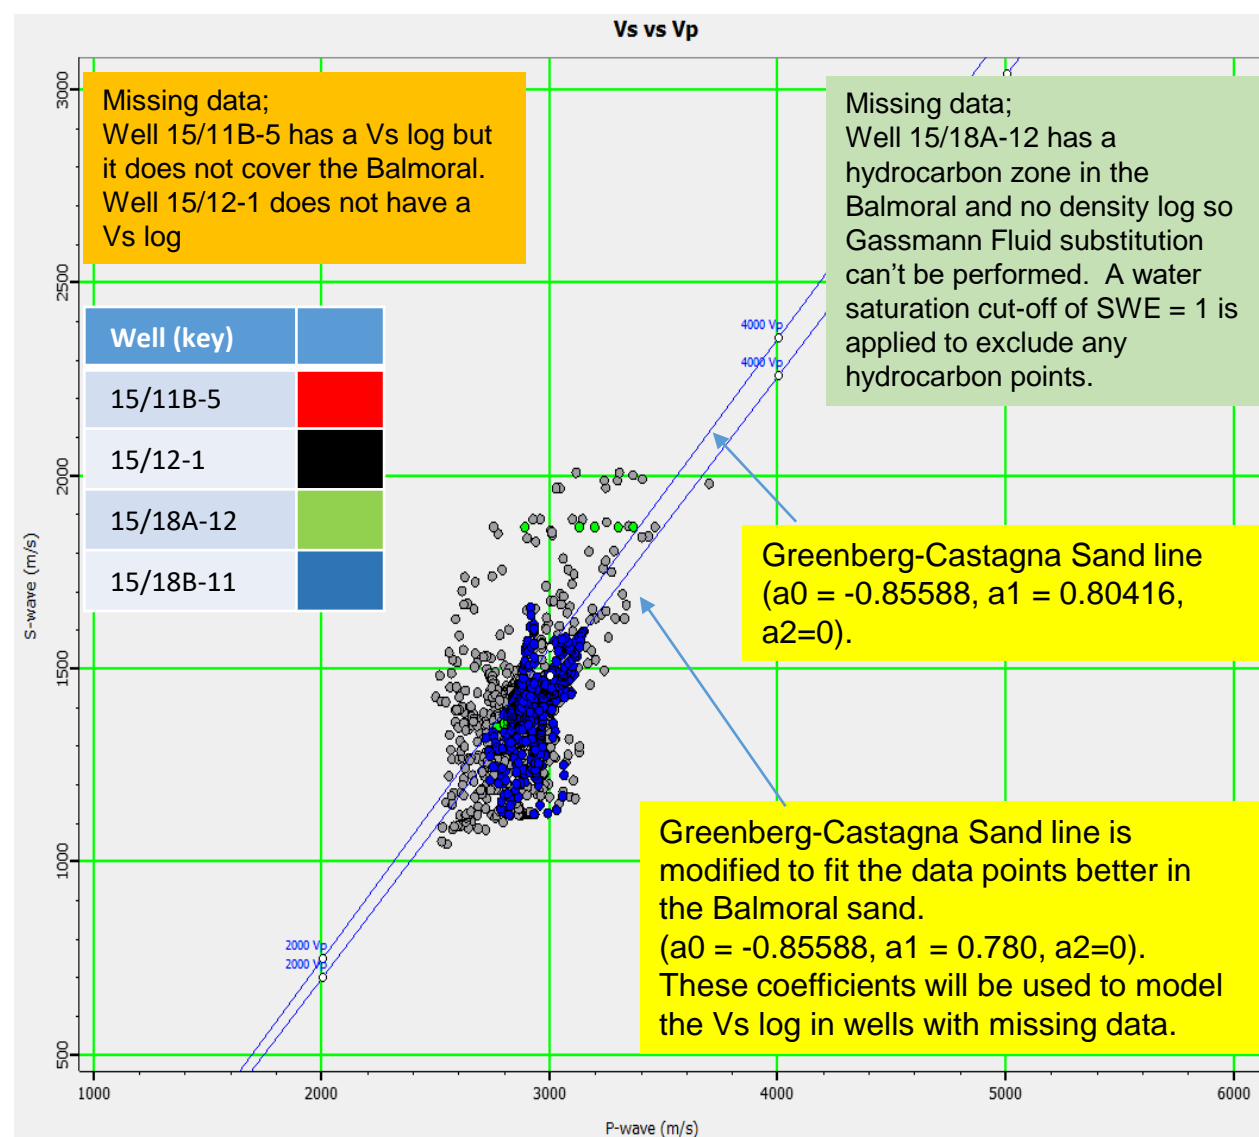 Vs vs Vp
Missing data;
Well 15/11B-5 has a Vs log but
it does not cover the Balmoral.
Well 15/12-1 does not have a
Vs log
Missing data;
Well 15/18A-12 has a
hydrocarbon zone in the
Balmoral and no density log so
Gassmann Fluid substitution
can't be performed.  A water
saturation cut-off of SWE = 1 is
applied to exclude any
hydrocarbon points.
Well (key)
15/11B-5
15/12-1
15/18A-12
15/18B-11
4000 Vp
4000 Vp
Greenberg-Castagna Sand line
(a0 = -0.85588, a1 = 0.80416,
a2=0).
Greenberg-Castagna Sand line is
modified to fit the data points better in
the Balmoral sand.
(a0 = -0.85588, a1 = 0.780, a2=0).
These coefficients will be used to model
the Vs log in wells with missing data.
2000 Vp
2000 Vp
S-wave (m/s)
3000
2500
2000
1500
1000
500
1000 2000 3000 4000 5000 6000
P-wave (m/s)